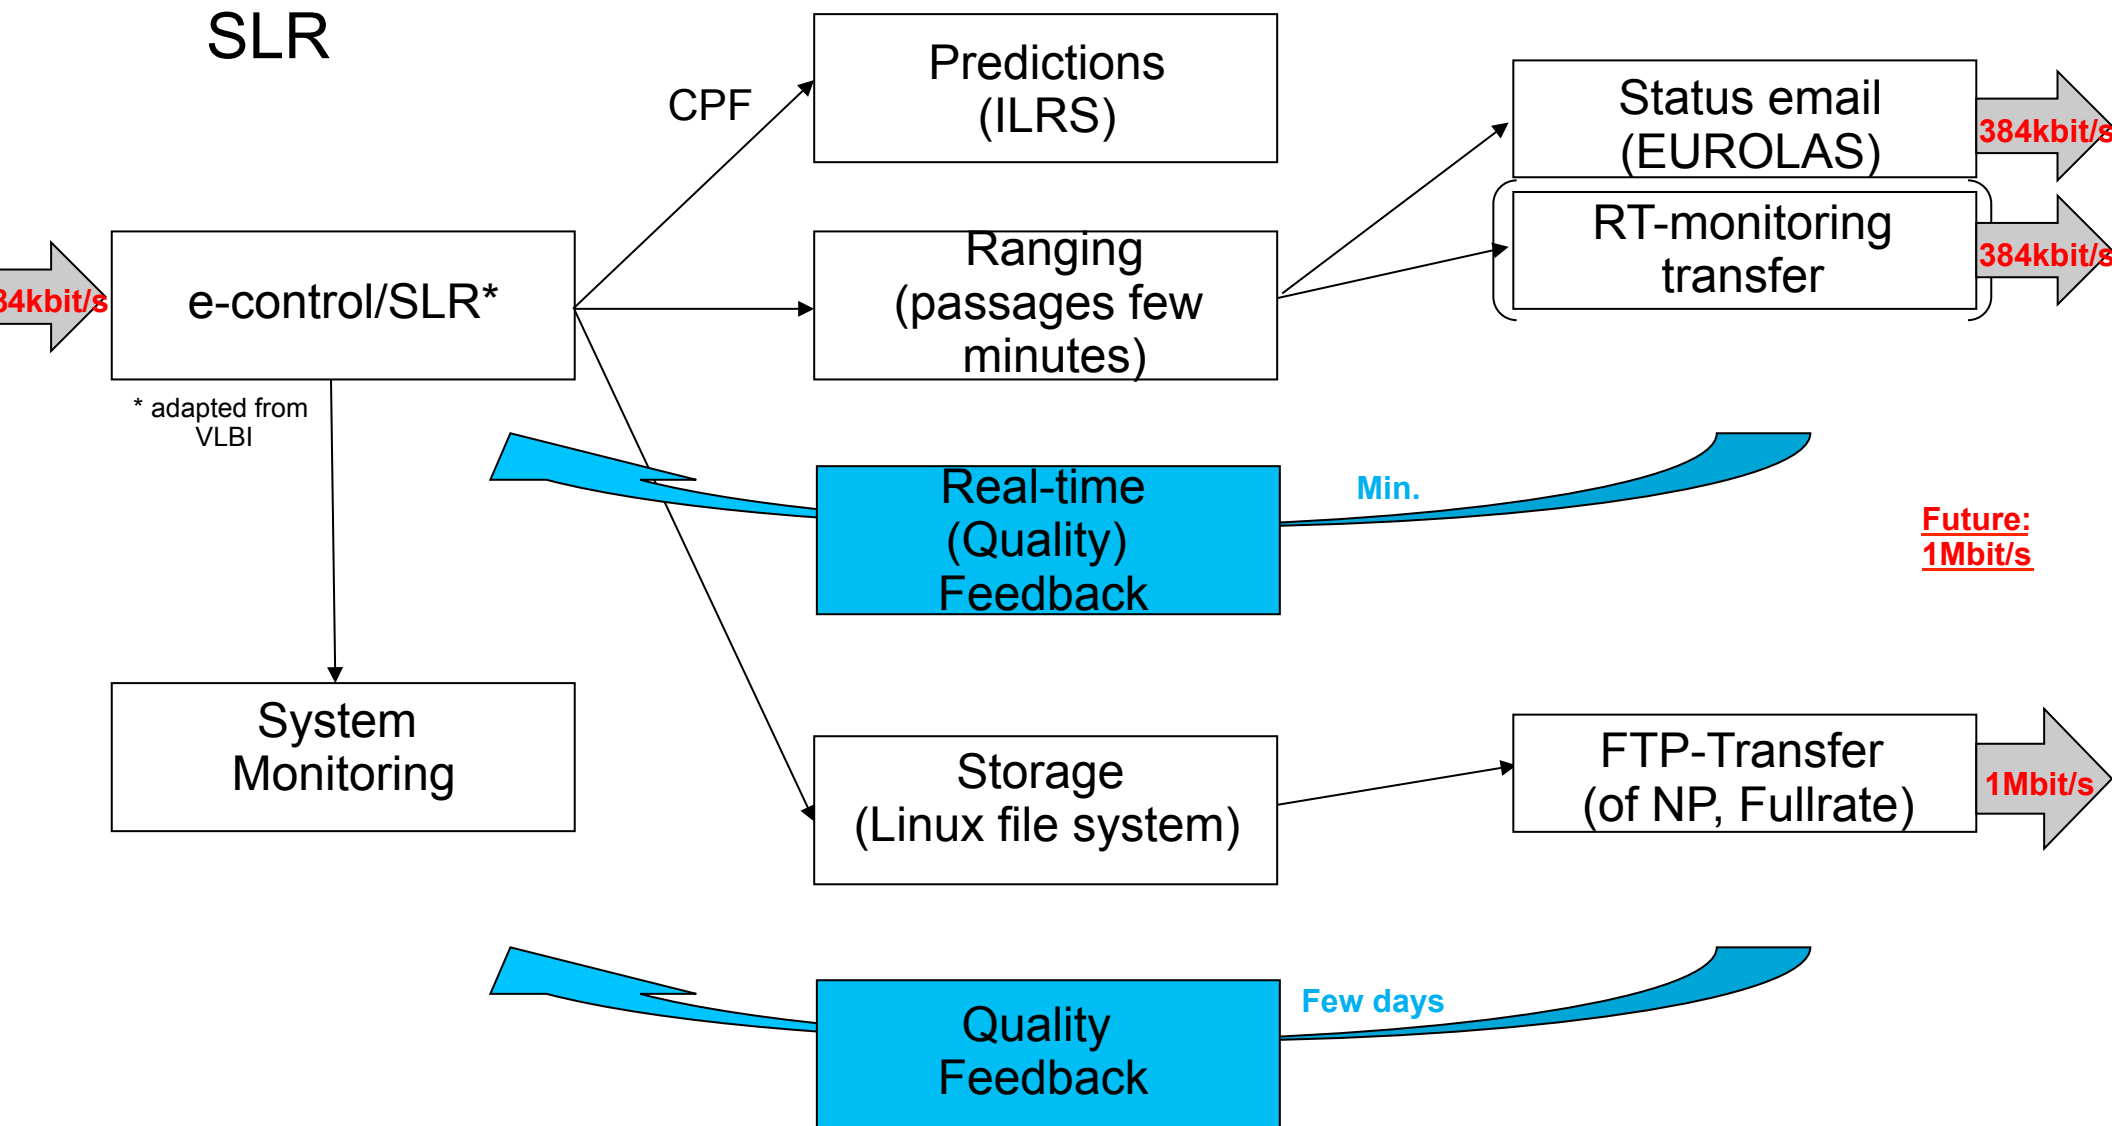 SLR
CPF
Predictions
(ILRS)
Status email
(EUROLAS)
384kbit/s
RT-monitoring
transfer
384kbit/s
84kbit/s
e-control/SLR*
Ranging
(passages few
minutes)
* adapted from
VLBI
Real-time
(Quality)
Feedback
Min.
Future:
1Mbit/s
System
Monitoring
Storage
(Linux file system)
FTP-Transfer
(of NP, Fullrate)
1Mbit/s
Quality
Feedback
Few days